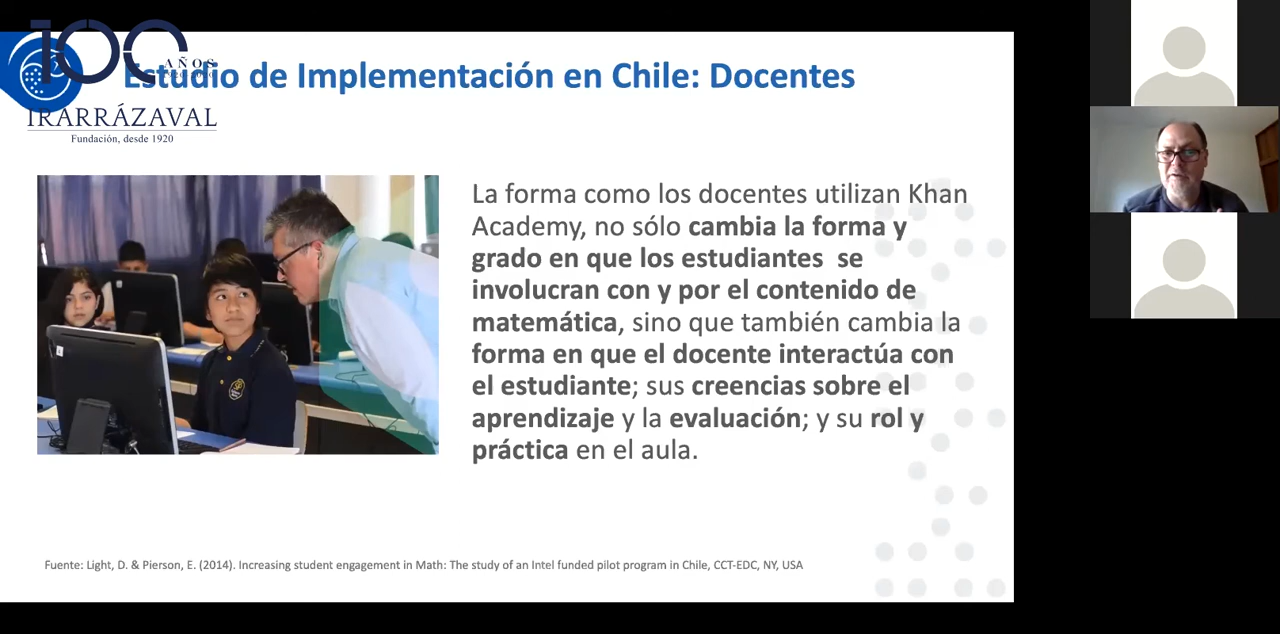 100
AÑOS
Estudio de Implementación en Chile: Docentes
IRARRÁZAVAL
Fundación, desde 1920
La forma como los docentes utilizan Khan
Academy, no sólo cambia la forma y
grado en que los estudiantes se
involucran con y por el contenido de
matemática, sino que también cambia la
forma en que el docente interactúa con
el estudiante; sus creencias sobre el
aprendizaje y la evaluación; y su rol y
práctica en el aula.
Fuente: Light, D. & Pierson, E. (2014). Increasing student engagement in Math: The study of an Intel funded pilot program in Chile, CCT-EDC, NY, USA